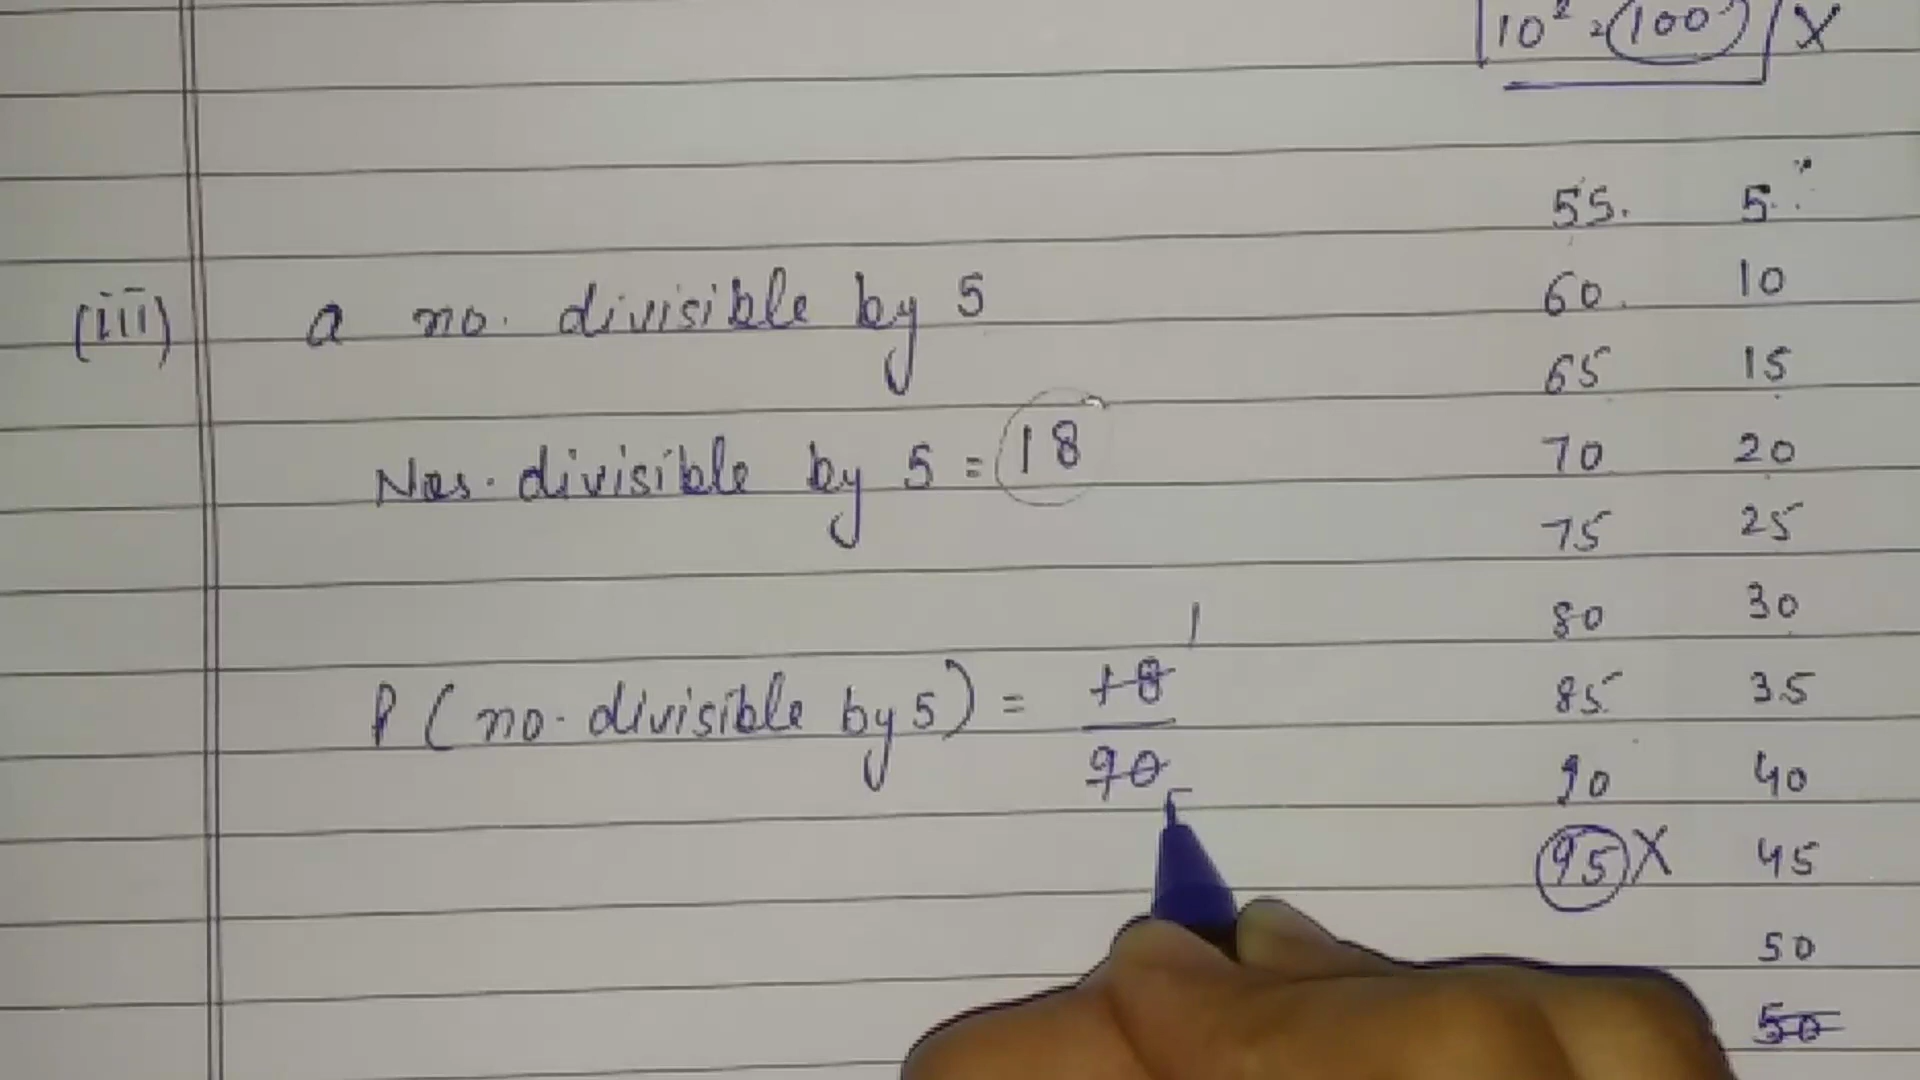 10² = 100 X
(iii) a no. divisible by 5
Nos. divisible by 5 = 18
P ( no. divisible by 5 ) = 18 1
90 5
55. 5
60. 10
65 15
70 20
75 25
80 30
85 35
90 40
95 X 45
50
50